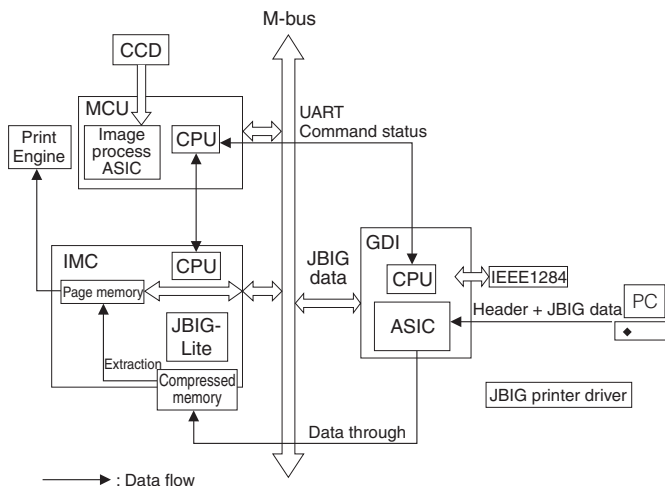 M-bus
CCD
MCU
Image
process
ASIC
CPU
UART
Command status
Print
Engine
IMC
CPU
Page memory
JBIG-
Lite
Extraction
Compressed
memory
JBIG
data
GDI
CPU
IEEE1284
ASIC
Header + JBIG data
PC
JBIG printer driver
Data through
: Data flow